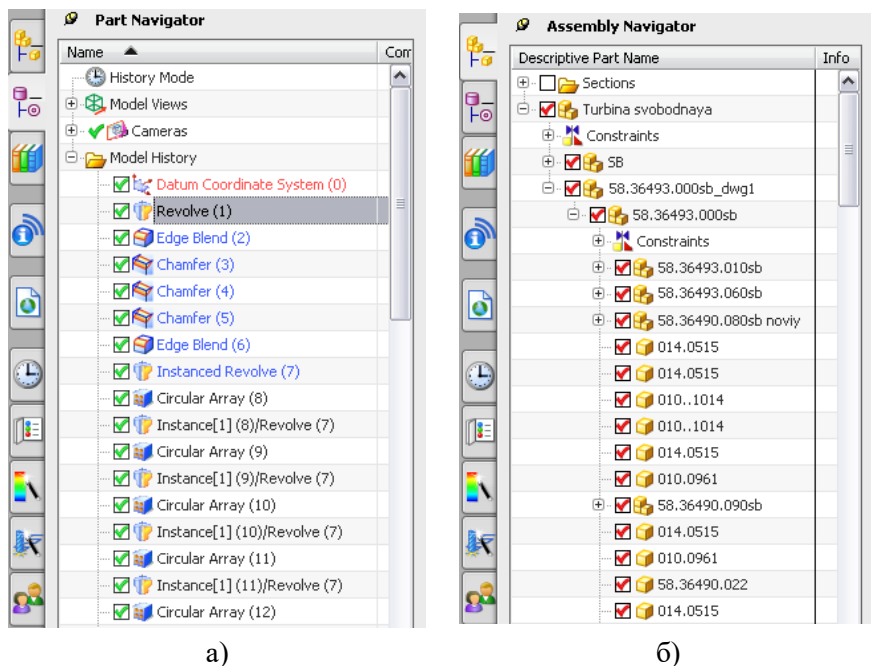 Part Navigator
Name Com
History Mode
Model Views
Cameras
Model History
Datum Coordinate System (0)
Revolve (1)
Edge Blend (2)
Chamfer (3)
Chamfer (4)
Chamfer (5)
Edge Blend (6)
Instanced Revolve (7)
Circular Array (8)
Instance[1] (8)/Revolve (7)
Circular Array (9)
Instance[1] (9)/Revolve (7)
Circular Array (10)
Instance[1] (10)/Revolve (7)
Circular Array (11)
Instance[1] (11)/Revolve (7)
Circular Array (12)
а)
Assembly Navigator
Descriptive Part Name Info
Sections
Turbina svobodnaya
Constraints
SB
58.36493.000sb_dwg1
58.36493.000sb
Constraints
58.36493.010sb
58.36493.060sb
58.36490.080sb noviy
014.0515
014.0515
010..1014
010..1014
014.0515
010.0961
58.36490.090sb
014.0515
010.0961
58.36490.022
014.0515
б)